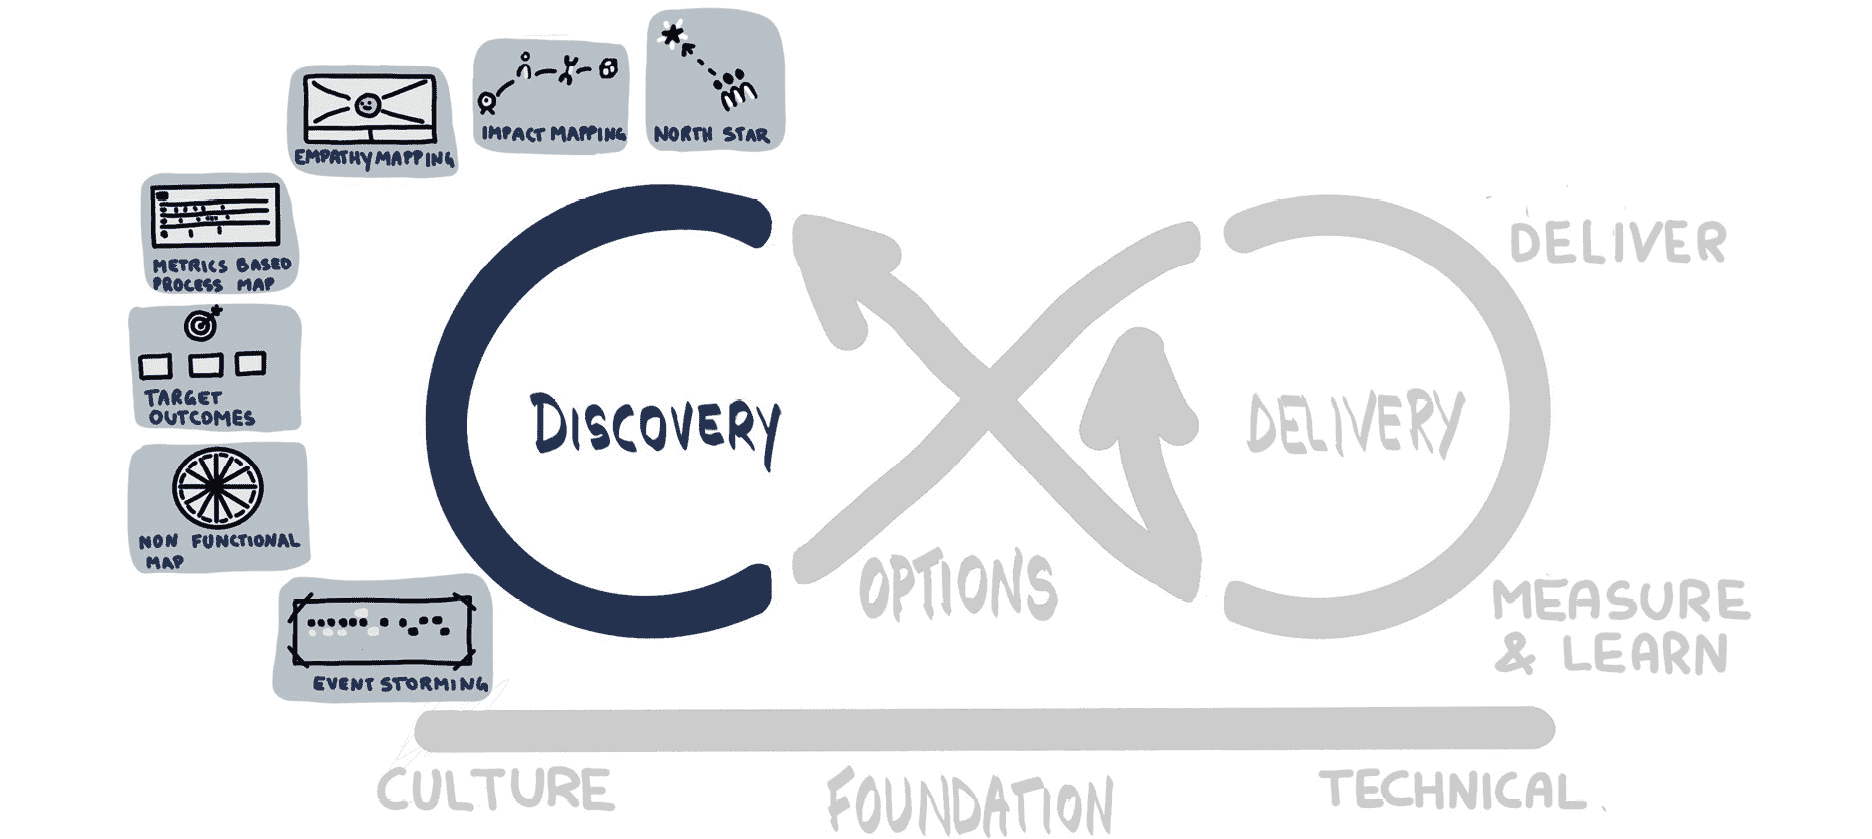 NORTH STAR
IMPACT MAPPING
EMPATHY MAPPING
METRICS BASED
PROCESS MAP
TARGET
OUTCOMES
NON FUNCTIONAL
MAP
EVENT STORMING
DISCOVERY
OPTIONS
DELIVERY
DELIVER
MEASURE
& LEARN
CULTURE
FOUNDATION
TECHNICAL